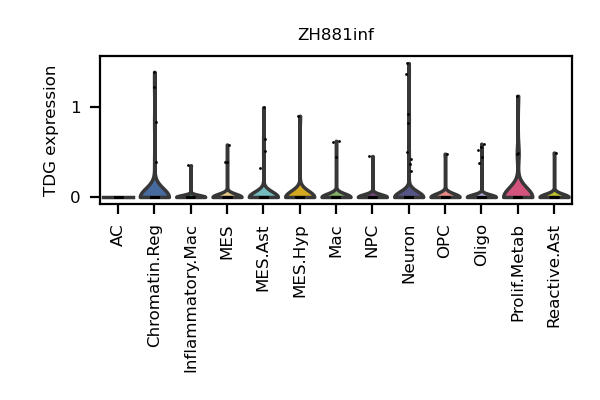 ZH881inf
TDG expression
1
0
AC
Chromatin.Reg
Inflammatory.Mac
MES
MES.Ast
MES.Hyp
Mac
NPC
Neuron
OPC
Oligo
Prolif.Metab
Reactive.Ast